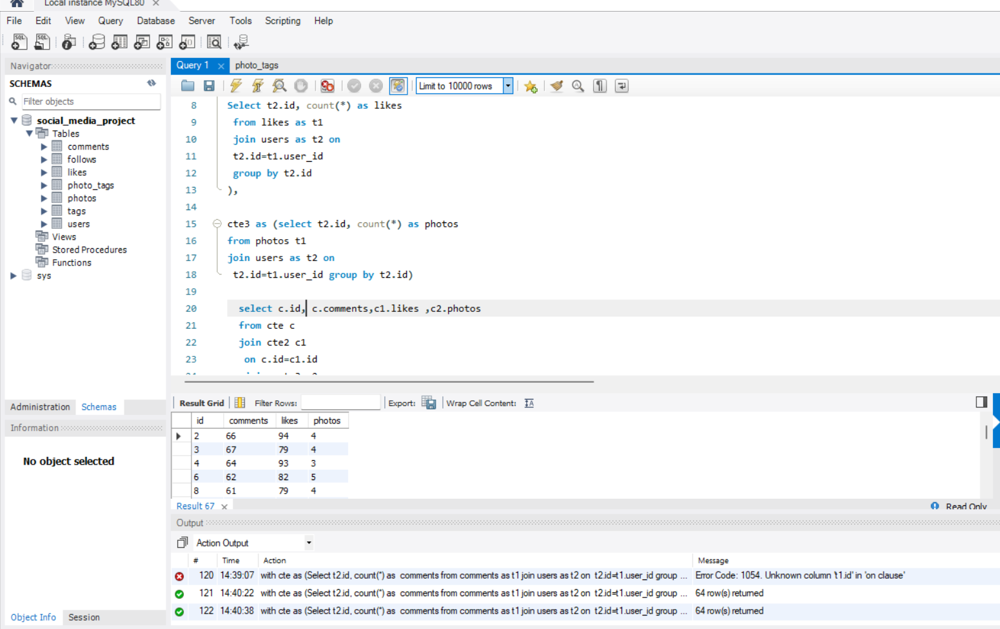 Local instance MySQL80 ×
File Edit View Query Database Server Tools Scripting Help
Navigator
SCHEMAS
Filter objects
social_media_project
Tables
comments
follows
likes
photo_tags
photos
tags
users
Views
Stored Procedures
Functions
sys
Administration Schemas
Information
No object selected
Object Info Session
Query 1 × photo_tags
Limit to 10000 rows
8 Select t2.id, count(*) as likes
9 from likes as t1
10 join users as t2 on
11 t2.id=t1.user_id
12 group by t2.id
13 ),
14
15 cte3 as (select t2.id, count(*) as photos
16 from photos t1
17 join users as t2 on
18 t2.id=t1.user_id group by t2.id)
19
20 select c.id, c.comments,c1.likes ,c2.photos
21 from cte c
22 join cte2 c1
23 on c.id=c1.id
Result Grid Filter Rows: Export: Wrap Cell Content:
id comments likes photos
2 66 94 4
3 67 79 4
4 64 93 3
6 62 82 5
8 61 79 4
Result 67 × Read Only
Output
Action Output
# Time Action Message
120 14:39:07 with cte as (Select t2.id, count(*) as comments from comments as t1 join users as t2 on t2.id=t1.user_id group ... Error Code: 1054. Unknown column 't1.id' in 'on clause'
121 14:40:22 with cte as (Select t2.id, count(*) as comments from comments as t1 join users as t2 on t2.id=t1.user_id group ... 64 row(s) returned
122 14:40:38 with cte as (Select t2.id, count(*) as comments from comments as t1 join users as t2 on t2.id=t1.user_id group ... 64 row(s) returned